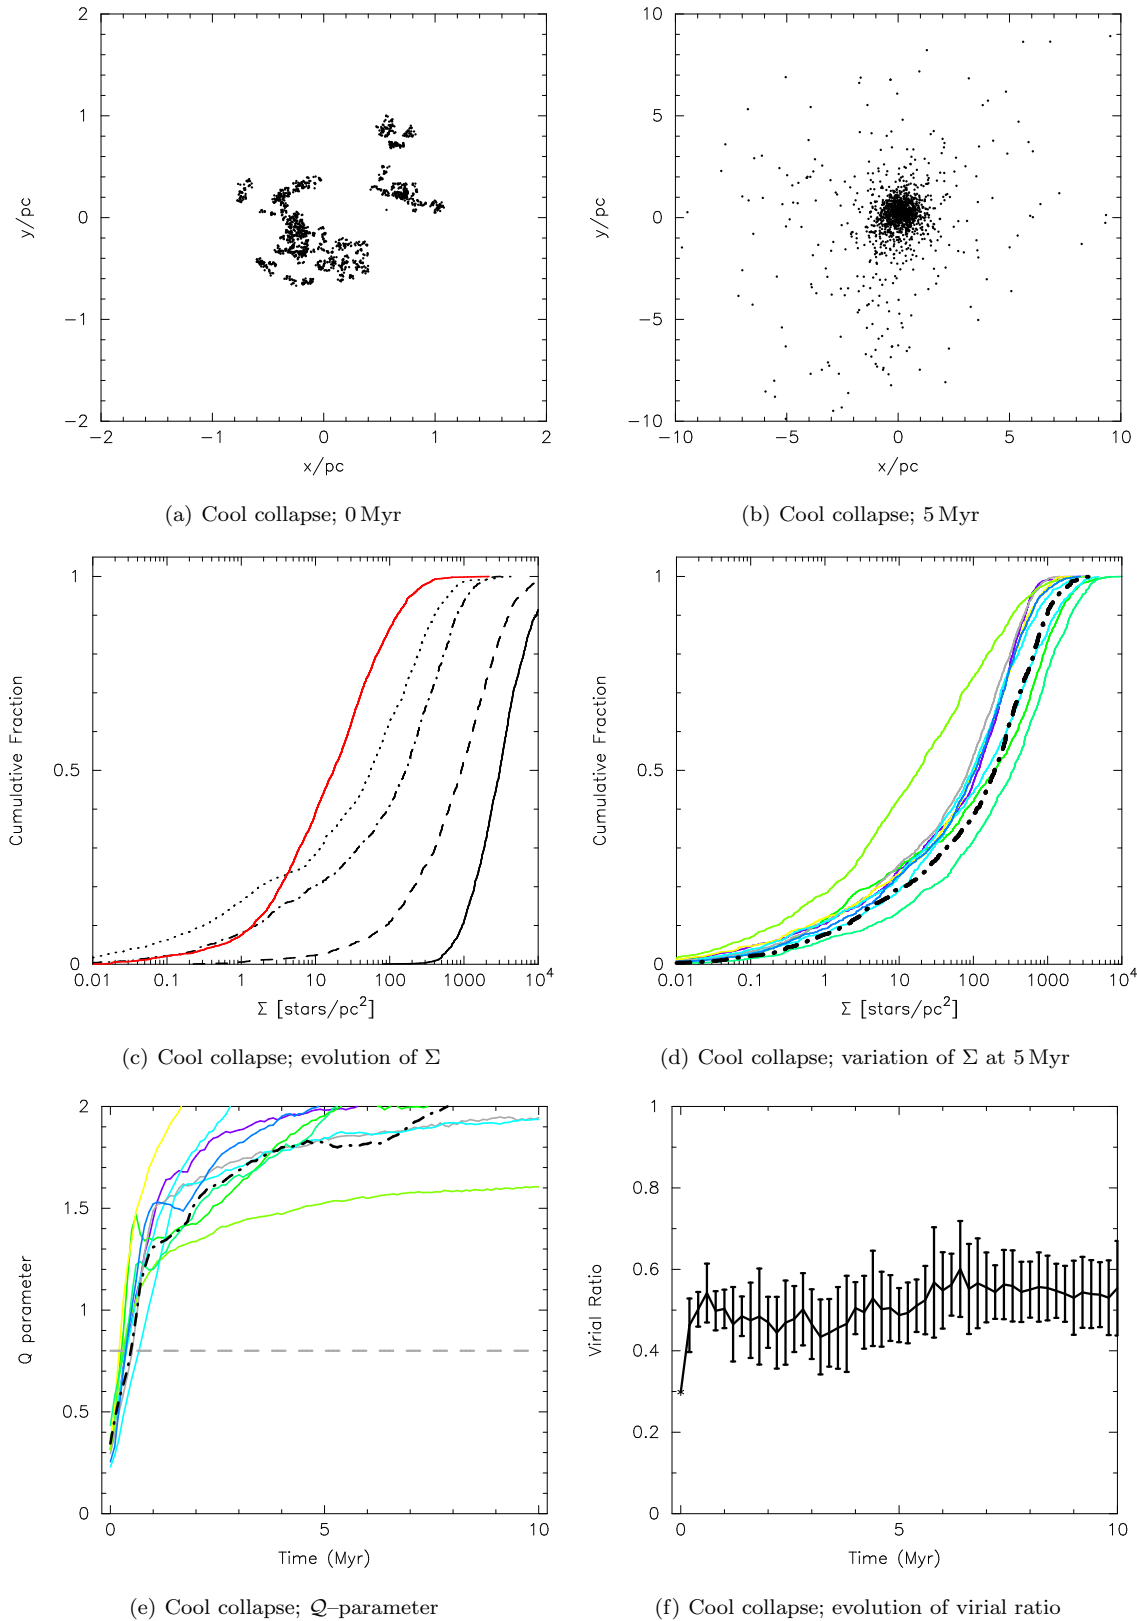 2
1
0
−1
−2
y/pc
−2 −1 0 1 2
x/pc
(a) Cool collapse; 0 Myr
10
5
0
−5
−10
y/pc
−10 −5 0 5 10
x/pc
(b) Cool collapse; 5 Myr
1
0.5
0
Cumulative Fraction
0.01 0.1 1 10 100 1000 10⁴
Σ [stars/pc²]
(c) Cool collapse; evolution of Σ
1
0.5
0
Cumulative Fraction
0.01 0.1 1 10 100 1000 10⁴
Σ [stars/pc²]
(d) Cool collapse; variation of Σ at 5 Myr
2
1.5
1
0.5
0
Q parameter
0 5 10
Time (Myr)
(e) Cool collapse; 𝒬–parameter
1
0.8
0.6
0.4
0.2
0
Virial Ratio
0 5 10
Time (Myr)
(f) Cool collapse; evolution of virial ratio